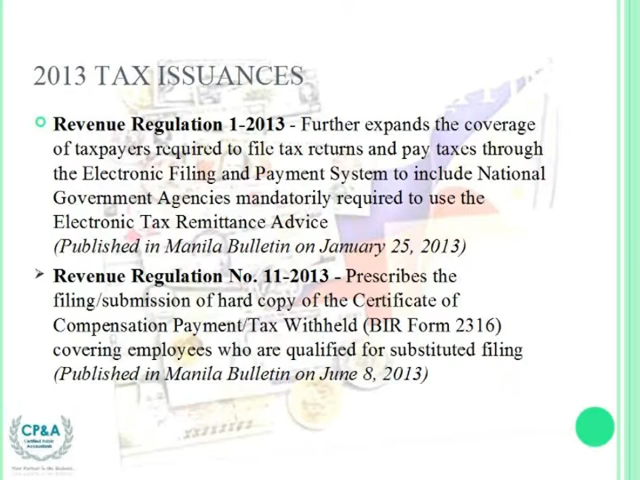 2013 TAX ISSUANCES
Revenue Regulation 1-2013 - Further expands the coverage
of taxpayers required to file tax returns and pay taxes through
the Electronic Filing and Payment System to include National
Government Agencies mandatorily required to use the
Electronic Tax Remittance Advice
(Published in Manila Bulletin on January 25, 2013)
Revenue Regulation No. 11-2013 - Prescribes the
filing/submission of hard copy of the Certificate of
Compensation Payment/Tax Withheld (BIR Form 2316)
covering employees who are qualified for substituted filing
(Published in Manila Bulletin on June 8, 2013)
CP&A
Certified Public
Accountants